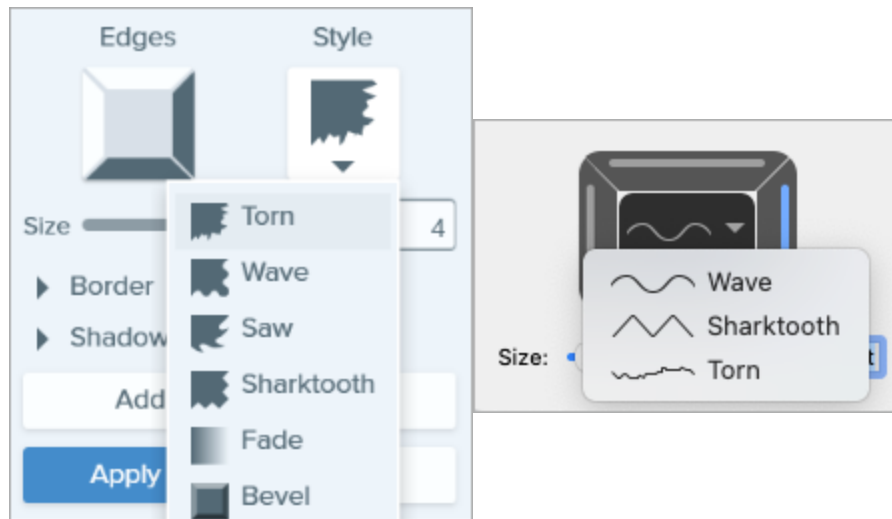 Edges Style
Size 4
Border
Shadow
Add
Apply
Torn
Wave
Saw
Sharktooth
Fade
Bevel
Wave
Sharktooth
Torn
Size: t